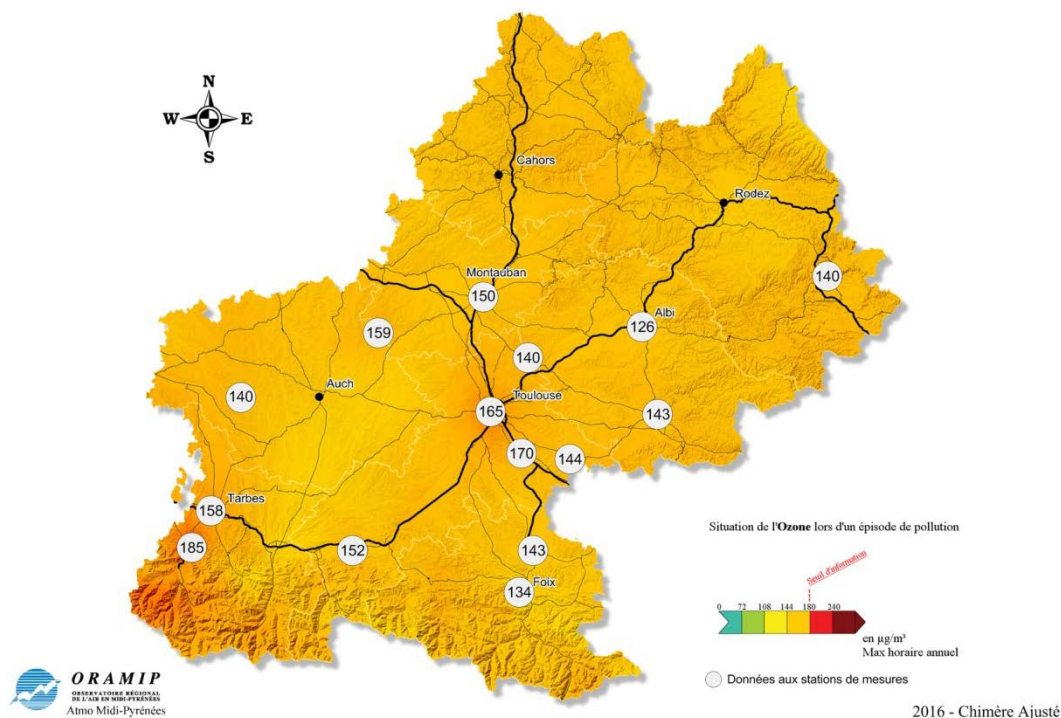 N
W E
S
Cahors
Rodez
140
Montauban
150
159
Albi
126
140
Auch
140
Toulouse
165
143
170
144
Tarbes
158
185
152
143
Foix
134
Situation de l'Ozone lors d'un épisode de pollution
Seuil d'information
0 72 108 144 180 240
en µg/m³
Max horaire annuel
Données aux stations de mesures
ORAMIP
OBSERVATOIRE RÉGIONAL
DE L'AIR EN MIDI-PYRÉNÉES
Atmo Midi-Pyrénées
2016 - Chimère Ajusté